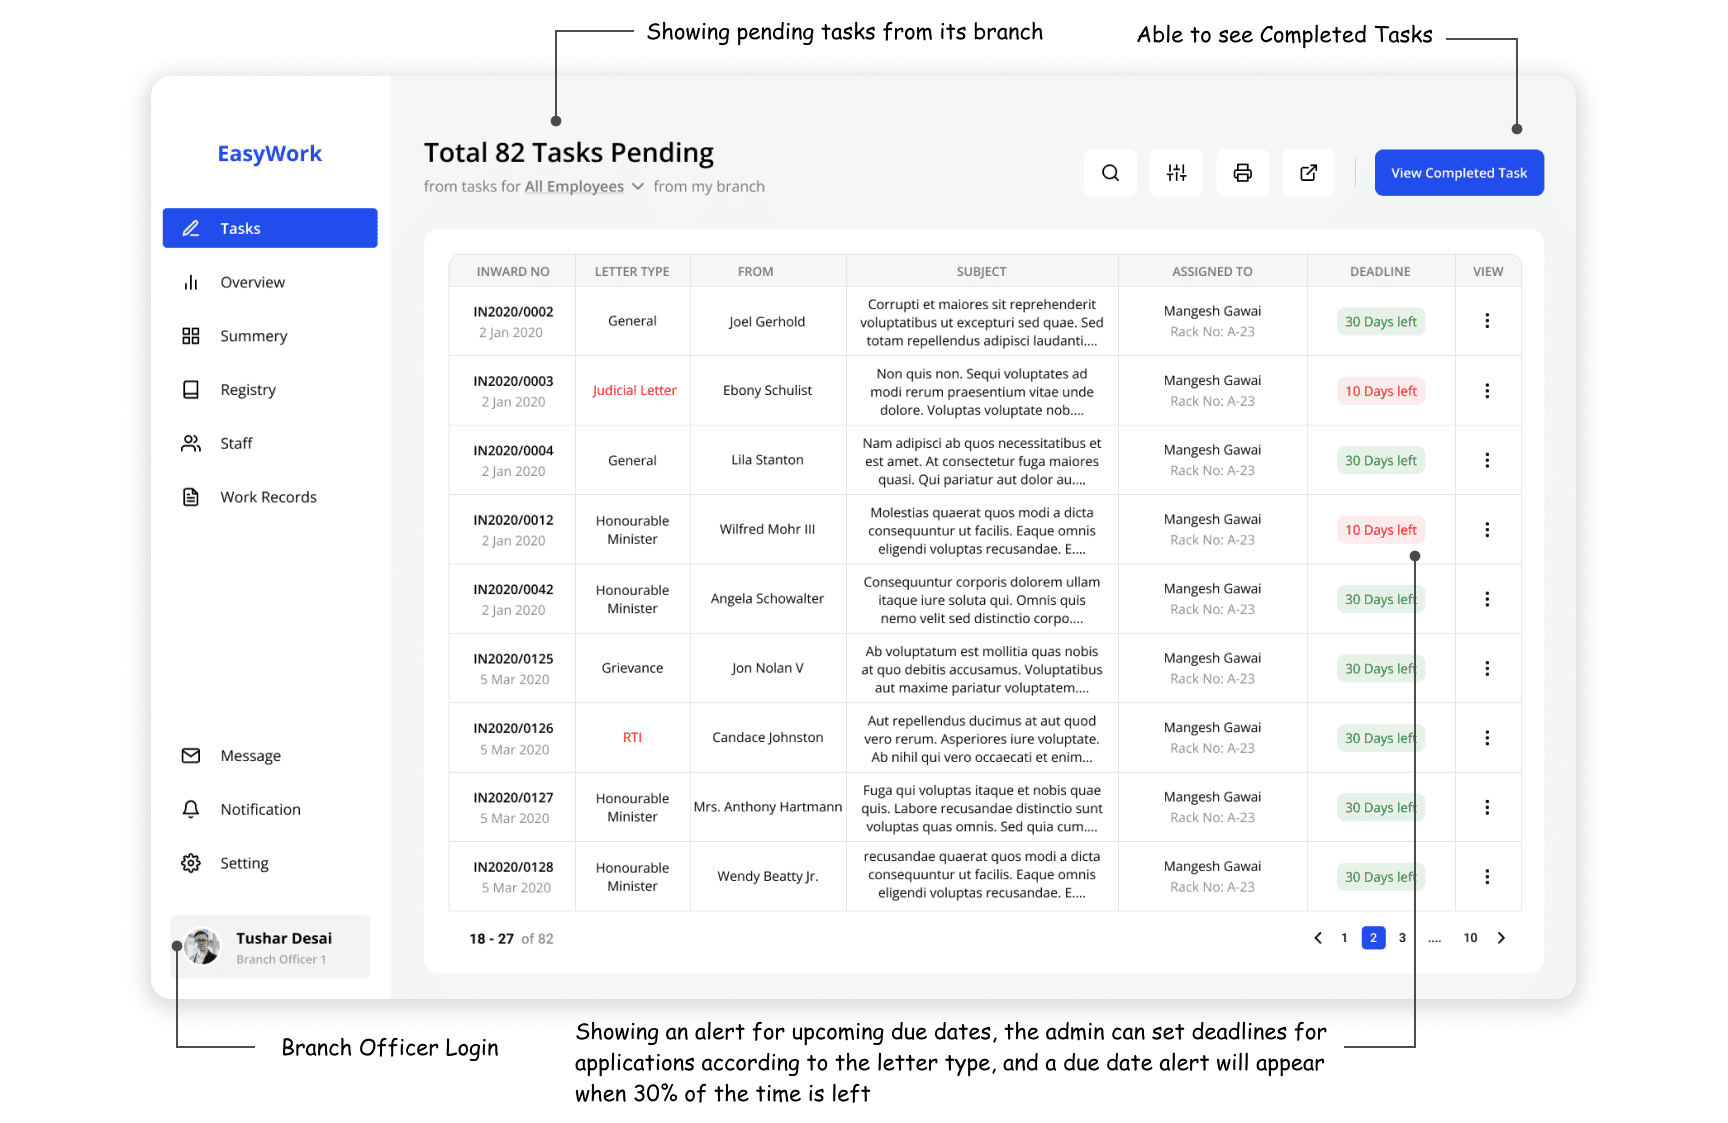 Showing pending tasks from its branch
Able to see Completed Tasks
EasyWork
Tasks
Overview
Summery
Registry
Staff
Work Records
Message
Notification
Setting
Tushar Desai
Branch Officer 1
Total 82 Tasks Pending
from tasks for All Employees from my branch
View Completed Task
INWARD NO LETTER TYPE FROM SUBJECT ASSIGNED TO DEADLINE VIEW
IN2020/0002
2 Jan 2020
General
Joel Gerhold
Corrupti et maiores sit reprehenderit
voluptatibus ut excepturi sed quae. Sed
totam repellendus adipisci laudanti....
Mangesh Gawai
Rack No: A-23
30 Days left
IN2020/0003
2 Jan 2020
Judicial Letter
Ebony Schulist
Non quis non. Sequi voluptates ad
modi rerum praesentium vitae unde
dolore. Voluptas voluptate nob....
Mangesh Gawai
Rack No: A-23
10 Days left
IN2020/0004
2 Jan 2020
General
Lila Stanton
Nam adipisci ab quos necessitatibus et
est amet. At consectetur fuga maiores
quasi. Qui pariatur aut dolor au....
Mangesh Gawai
Rack No: A-23
30 Days left
IN2020/0012
2 Jan 2020
Honourable
Minister
Wilfred Mohr III
Molestias quaerat quos modi a dicta
consequuntur ut facilis. Eaque omnis
eligendi voluptas recusandae. E....
Mangesh Gawai
Rack No: A-23
10 Days left
IN2020/0042
2 Jan 2020
Honourable
Minister
Angela Schowalter
Consequuntur corporis dolorem ullam
itaque iure soluta qui. Omnis quis
nemo velit sed distinctio corpo....
Mangesh Gawai
Rack No: A-23
30 Days left
IN2020/0125
5 Mar 2020
Grievance
Jon Nolan V
Ab voluptatum est mollitia quas nobis
at quo debitis accusamus. Voluptatibus
aut maxime pariatur voluptatem....
Mangesh Gawai
Rack No: A-23
30 Days left
IN2020/0126
5 Mar 2020
RTI
Candace Johnston
Aut repellendus ducimus at aut quod
vero rerum. Asperiores iure voluptate.
Ab nihil qui vero occaecati et enim...
Mangesh Gawai
Rack No: A-23
30 Days left
IN2020/0127
5 Mar 2020
Honourable
Minister
Mrs. Anthony Hartmann
Fuga qui voluptas itaque et nobis quae
quis. Labore recusandae distinctio sunt
voluptas quas omnis. Sed quia cum....
Mangesh Gawai
Rack No: A-23
30 Days left
IN2020/0128
5 Mar 2020
Honourable
Minister
Wendy Beatty Jr.
recusandae quaerat quos modi a dicta
consequuntur ut facilis. Eaque omnis
eligendi voluptas recusandae. E....
Mangesh Gawai
Rack No: A-23
30 Days left
18 - 27 of 82
1 2 3 .... 10
Branch Officer Login
Showing an alert for upcoming due dates, the admin can set deadlines for
applications according to the letter type, and a due date alert will appear
when 30% of the time is left